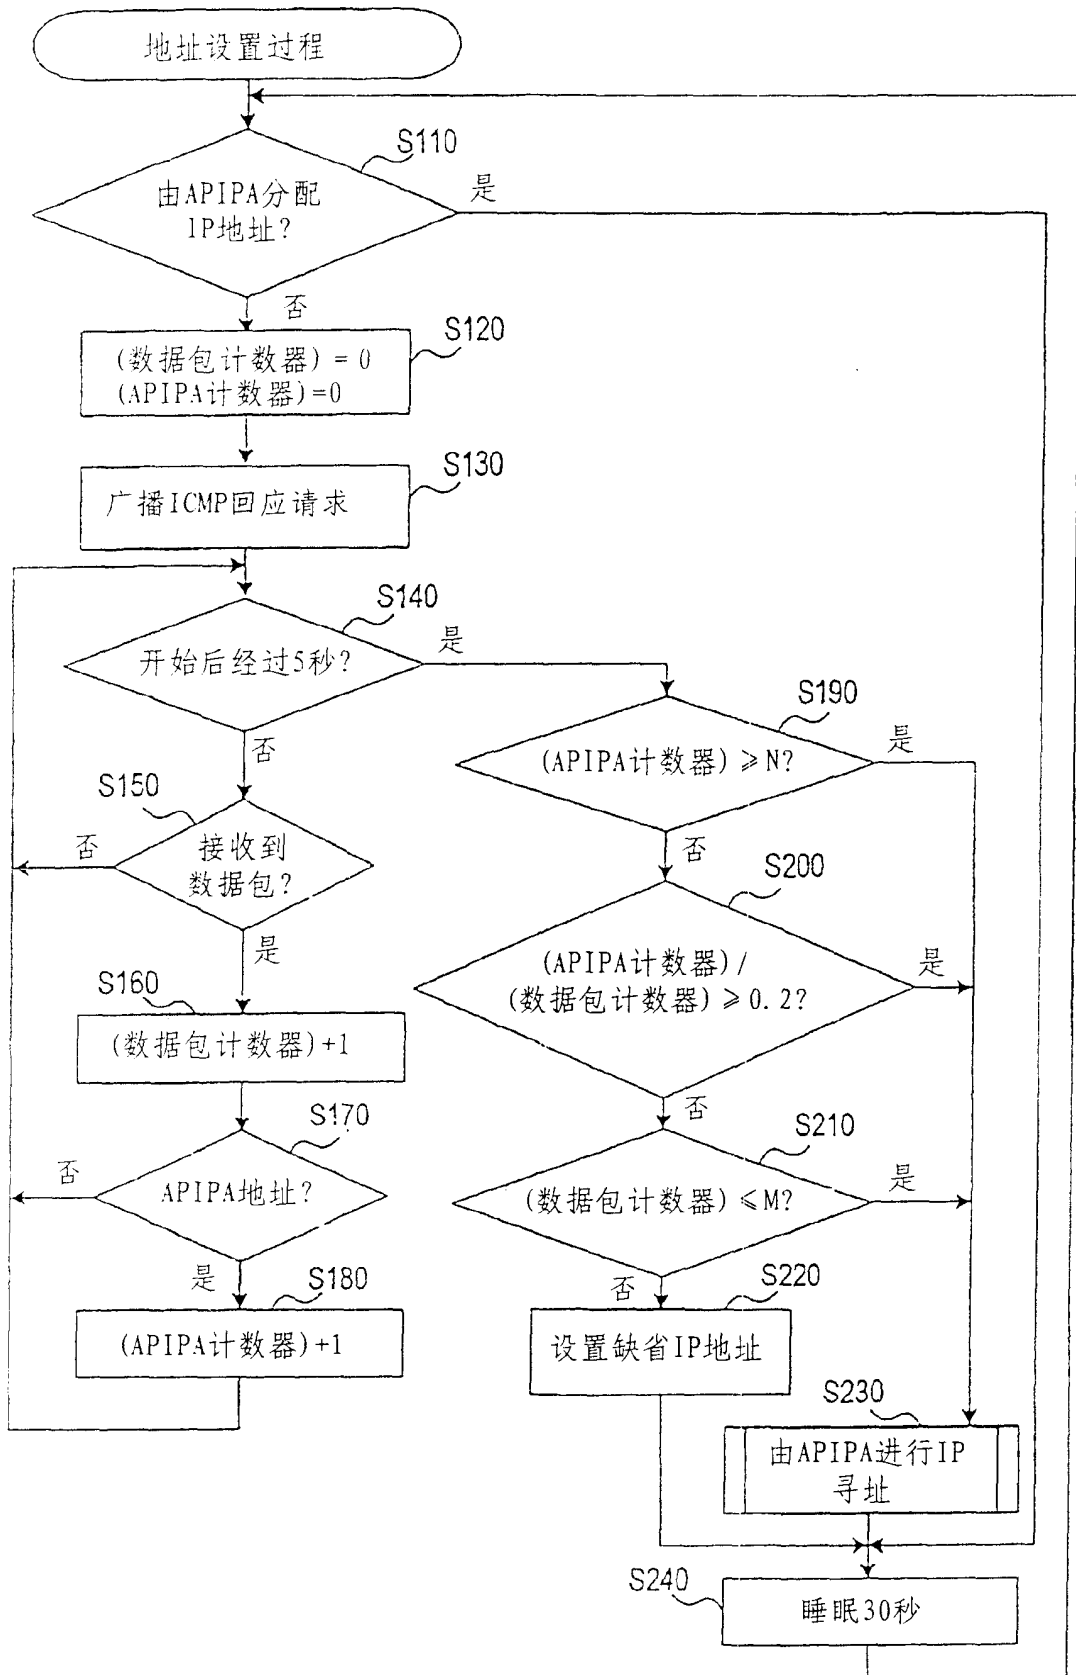 地址设置过程
S110
由APIPA分配
IP地址?
是
否
S120
(数据包计数器)=0
(APIPA计数器)=0
S130
广播ICMP回应请求
S140
开始后经过5秒?
是
否
S150
接收到
数据包?
否
是
S160
(数据包计数器)+1
S170
APIPA地址?
否
是
S180
(APIPA计数器)+1
S190
(APIPA计数器)≥N?
是
否
S200
(APIPA计数器)/
(数据包计数器)≥0.2?
是
否
S210
(数据包计数器)≤M?
是
否
S220
设置缺省IP地址
S230
由APIPA进行IP
寻址
S240
睡眠30秒